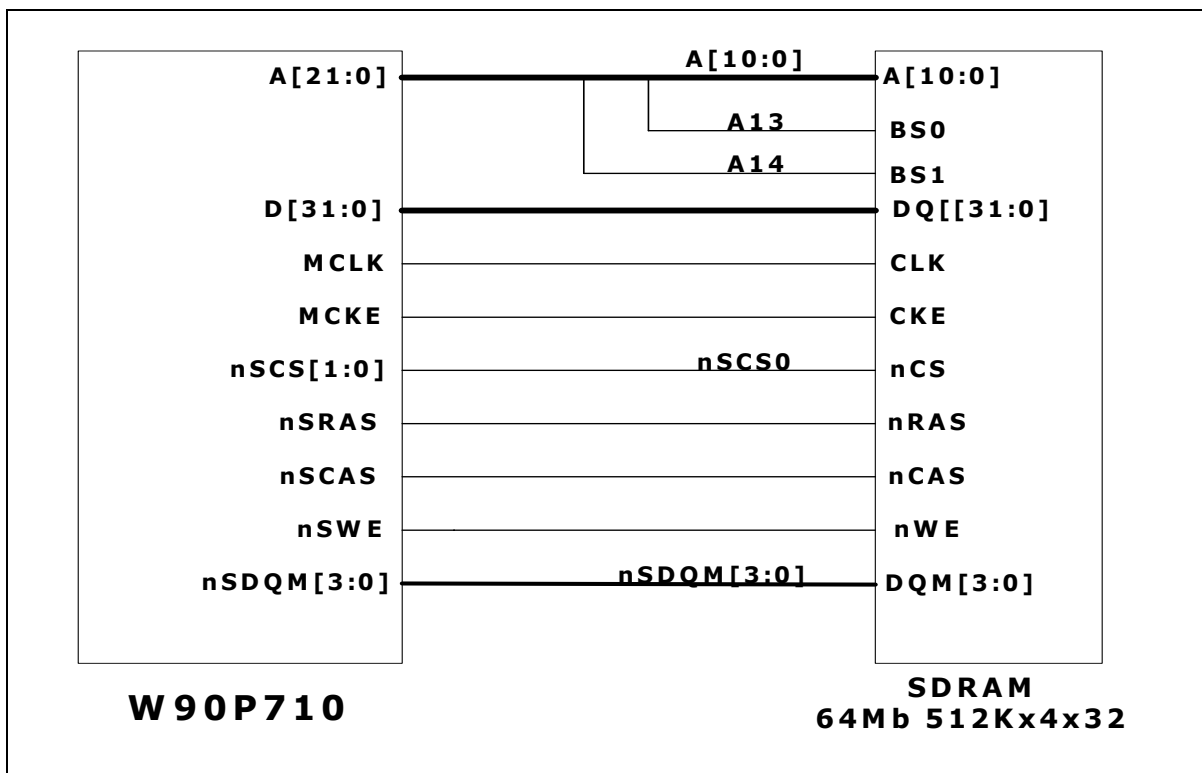 A[21:0] A[10:0] A[10:0]
A13 BS0
A14 BS1
D[31:0] DQ[[31:0]
MCLK CLK
MCKE CKE
nSCS[1:0] nSCS0 nCS
nSRAS nRAS
nSCAS nCAS
nSWE nWE
nSDQM[3:0] nSDQM[3:0] DQM[3:0]
W90P710
SDRAM
64Mb 512Kx4x32